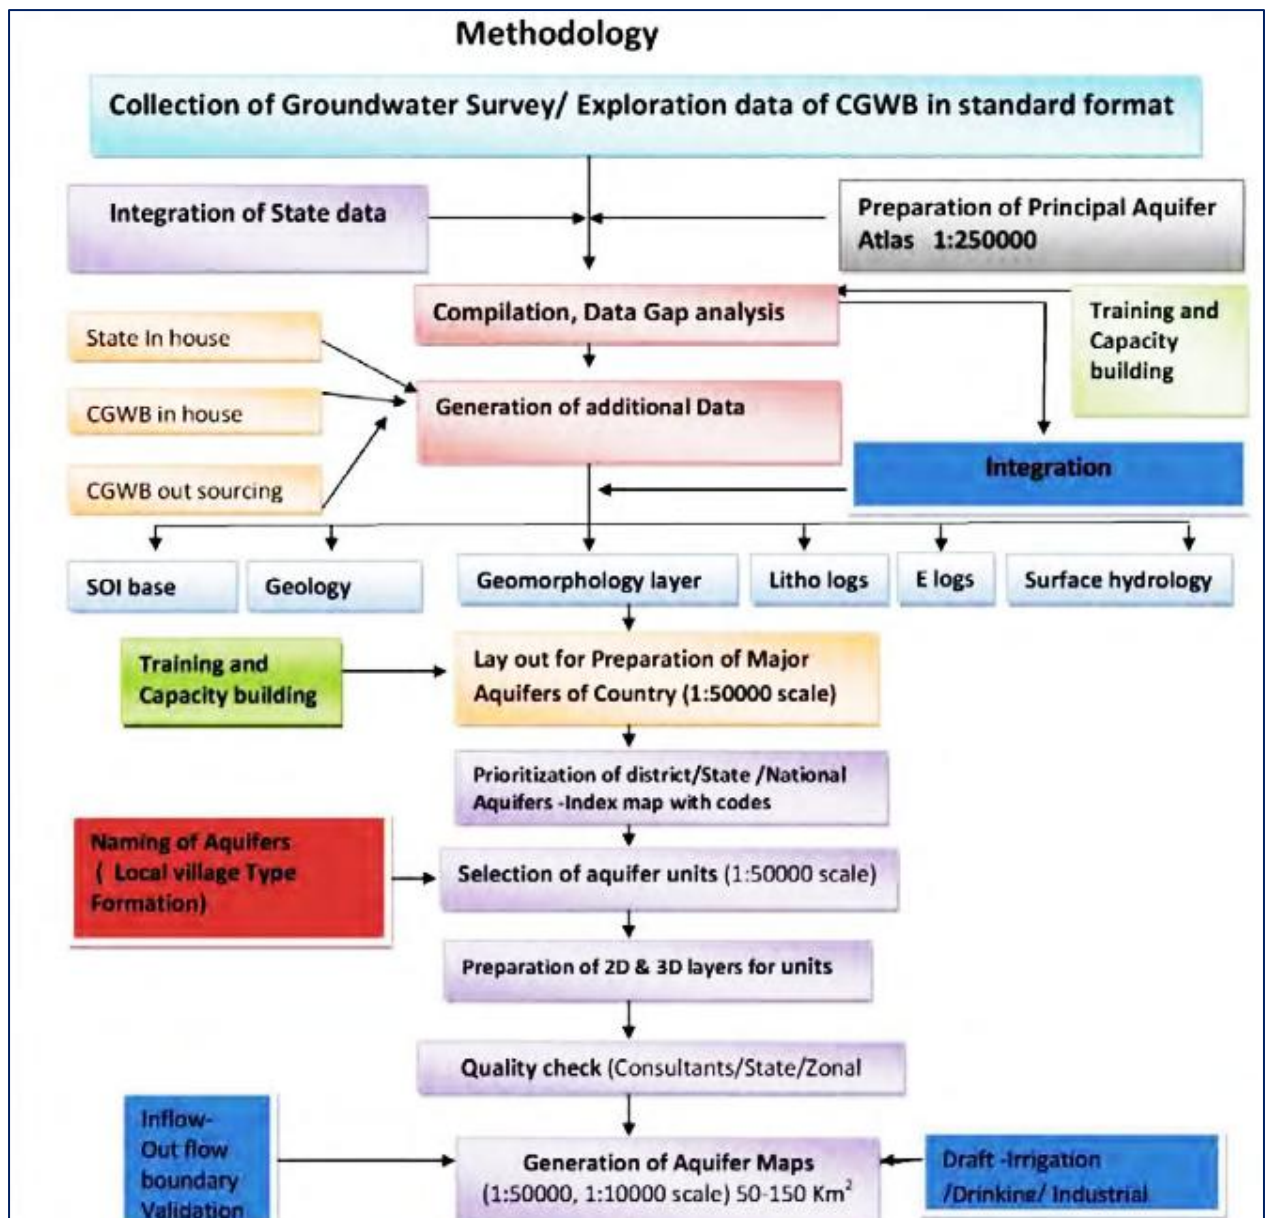 Methodology
Collection of Groundwater Survey/ Exploration data of CGWB in standard format
Integration of State data
Preparation of Principal Aquifer
Atlas 1:250000
Compilation, Data Gap analysis
Training and
Capacity
building
State In house
CGWB in house
CGWB out sourcing
Generation of additional Data
Integration
SOI base
Geology
Geomorphology layer
Litho logs
E logs
Surface hydrology
Training and
Capacity building
Lay out for Preparation of Major
Aquifers of Country (1:50000 scale)
Prioritization of district/State /National
Aquifers -Index map with codes
Naming of Aquifers
( Local village Type
Formation)
Selection of aquifer units (1:50000 scale)
Preparation of 2D & 3D layers for units
Quality check (Consultants/State/Zonal
Inflow-
Out flow
boundary
Validation
Generation of Aquifer Maps
(1:50000, 1:10000 scale) 50-150 Km²
Draft -Irrigation
/Drinking/ Industrial